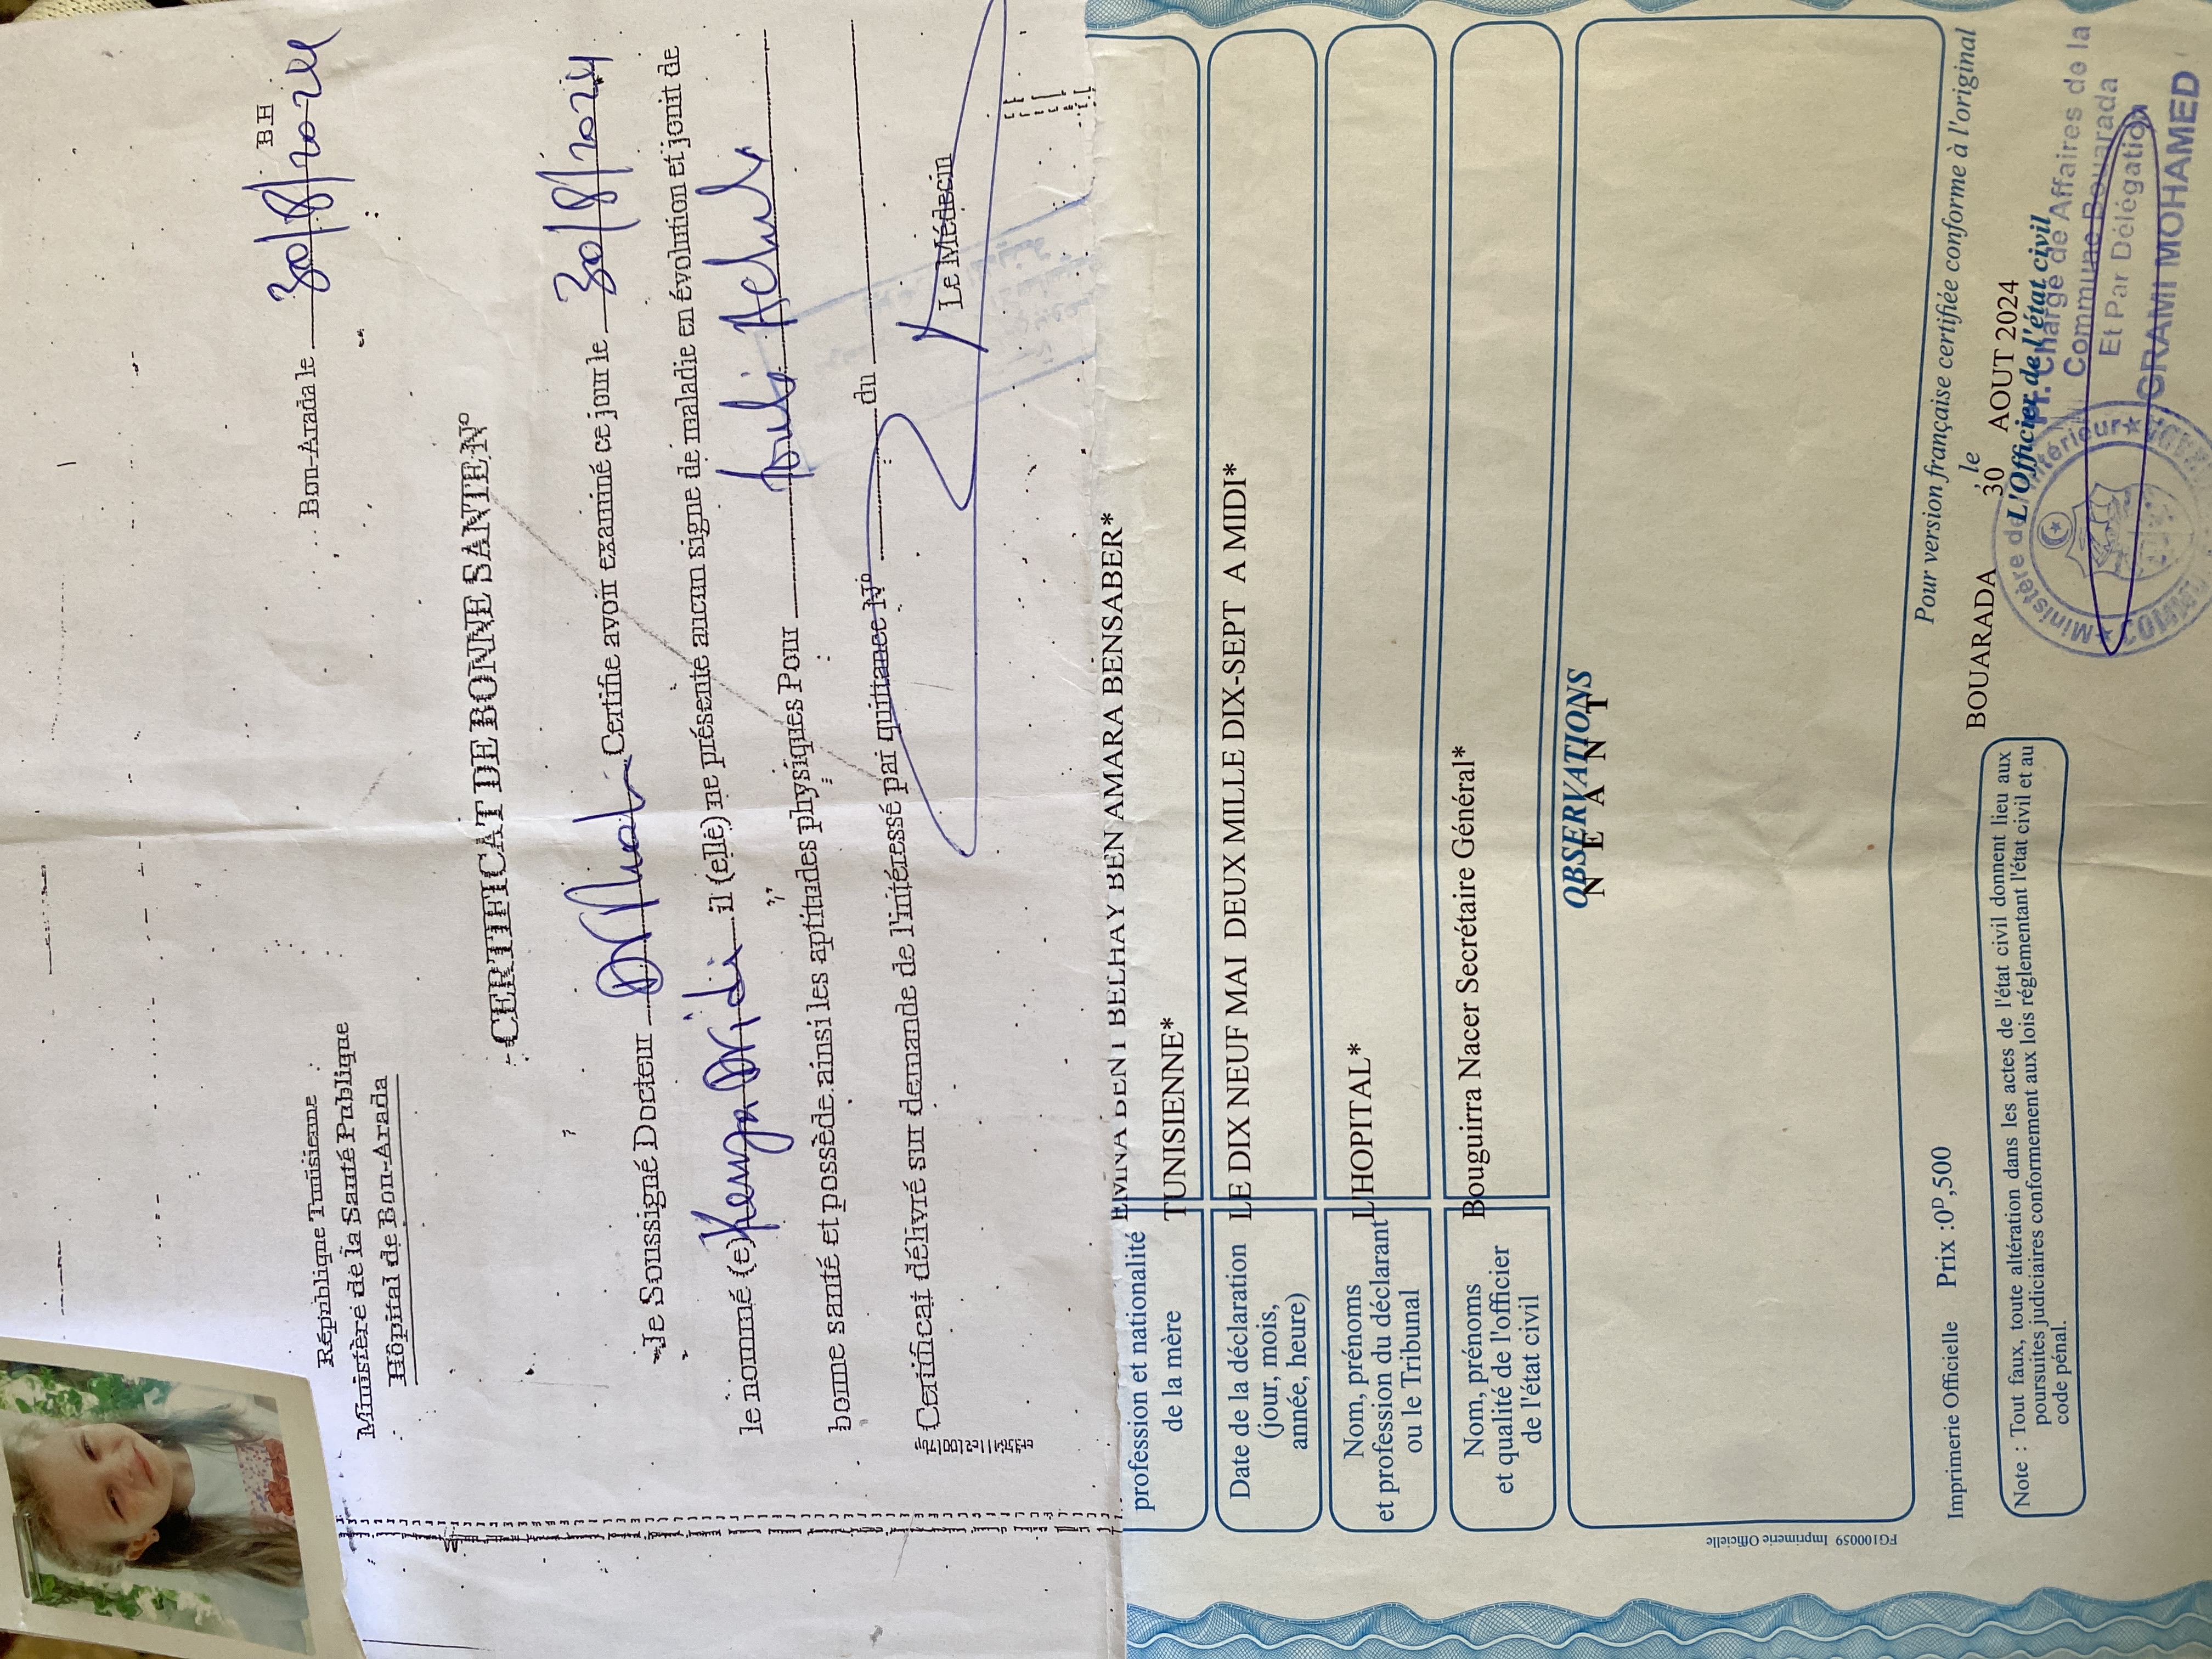 République Tunisienne
Ministère de la Santé Publique
Hôpital de Bou-Arada
BH
Bou-Arada le 30/8/2024
CERTIFICAT DE BONNE SANTE N°
Je Soussigné Docteur Certifie avoir examiné ce jour le 30/8/2024
le nommé (e) Kenza Dridi il (elle) ne présente aucun signe de maladie en évolution et jouit de
bonne santé et possède ainsi les aptitudes physiques Pour
Certificat délivré sur demande de l'intéressé par quittance N° du
Le Médecin
profession et nationalité
de la mère
EMNA BENT BELHAY BEN AMARA BENSABER*
TUNISIENNE*
Date de la déclaration
(jour, mois,
année, heure)
LE DIX NEUF MAI DEUX MILLE DIX-SEPT A MIDI*
Nom, prénoms
et profession du déclarant
ou le Tribunal
L'HOPITAL*
Nom, prénoms
et qualité de l'officier
de l'état civil
Bouguirra Nacer Secrétaire Général*
OBSERVATIONS
N E A N T
FG100059 Imprimerie Officielle
Pour version française certifiée conforme à l'original
BOUARADA, le 30 AOUT 2024
L'Officier de l'état civil
Chargé de Affaires de la
Commune Bouarada
Et Par Délégation
GRAMI MOHAMED
Ministère de l'intérieur
Imprimerie Officielle Prix :0ᴰ,500
Note : Tout faux, toute altération dans les actes de l'état civil donnent lieu aux
poursuites judiciaires conformement aux lois réglementant l'état civil et au
code pénal.